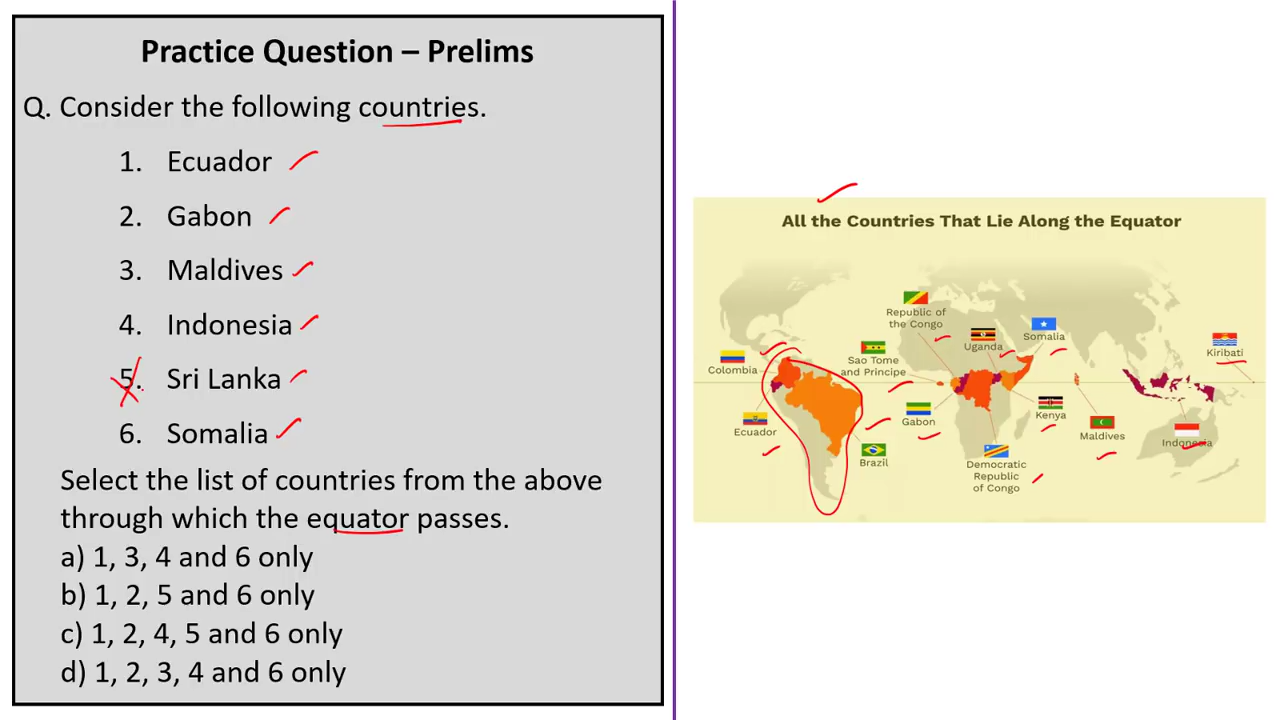 Practice Question – Prelims
Q. Consider the following countries.
1. Ecuador
2. Gabon
3. Maldives
4. Indonesia
5. Sri Lanka
6. Somalia
Select the list of countries from the above
through which the equator passes.
a) 1, 3, 4 and 6 only
b) 1, 2, 5 and 6 only
c) 1, 2, 4, 5 and 6 only
d) 1, 2, 3, 4 and 6 only
All the Countries That Lie Along the Equator
Republic of
the Congo
Uganda
Somalia
Kiribati
Colombia
Sao Tome
and Principe
Ecuador
Gabon
Kenya
Maldives
Indonesia
Brazil
Democratic
Republic
of Congo